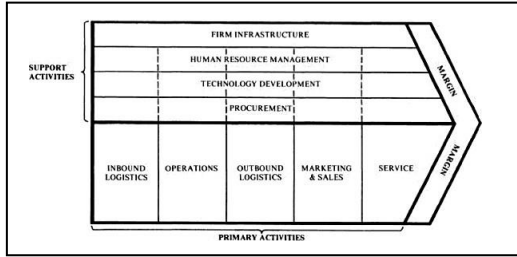 FIRM INFRASTRUCTURE
HUMAN RESOURCE MANAGEMENT
SUPPORT
ACTIVITIES
TECHNOLOGY DEVELOPMENT
PROCUREMENT
MARGIN
INBOUND
LOGISTICS
OPERATIONS
OUTBOUND
LOGISTICS
MARKETING
& SALES
SERVICE
MARGIN
PRIMARY ACTIVITIES